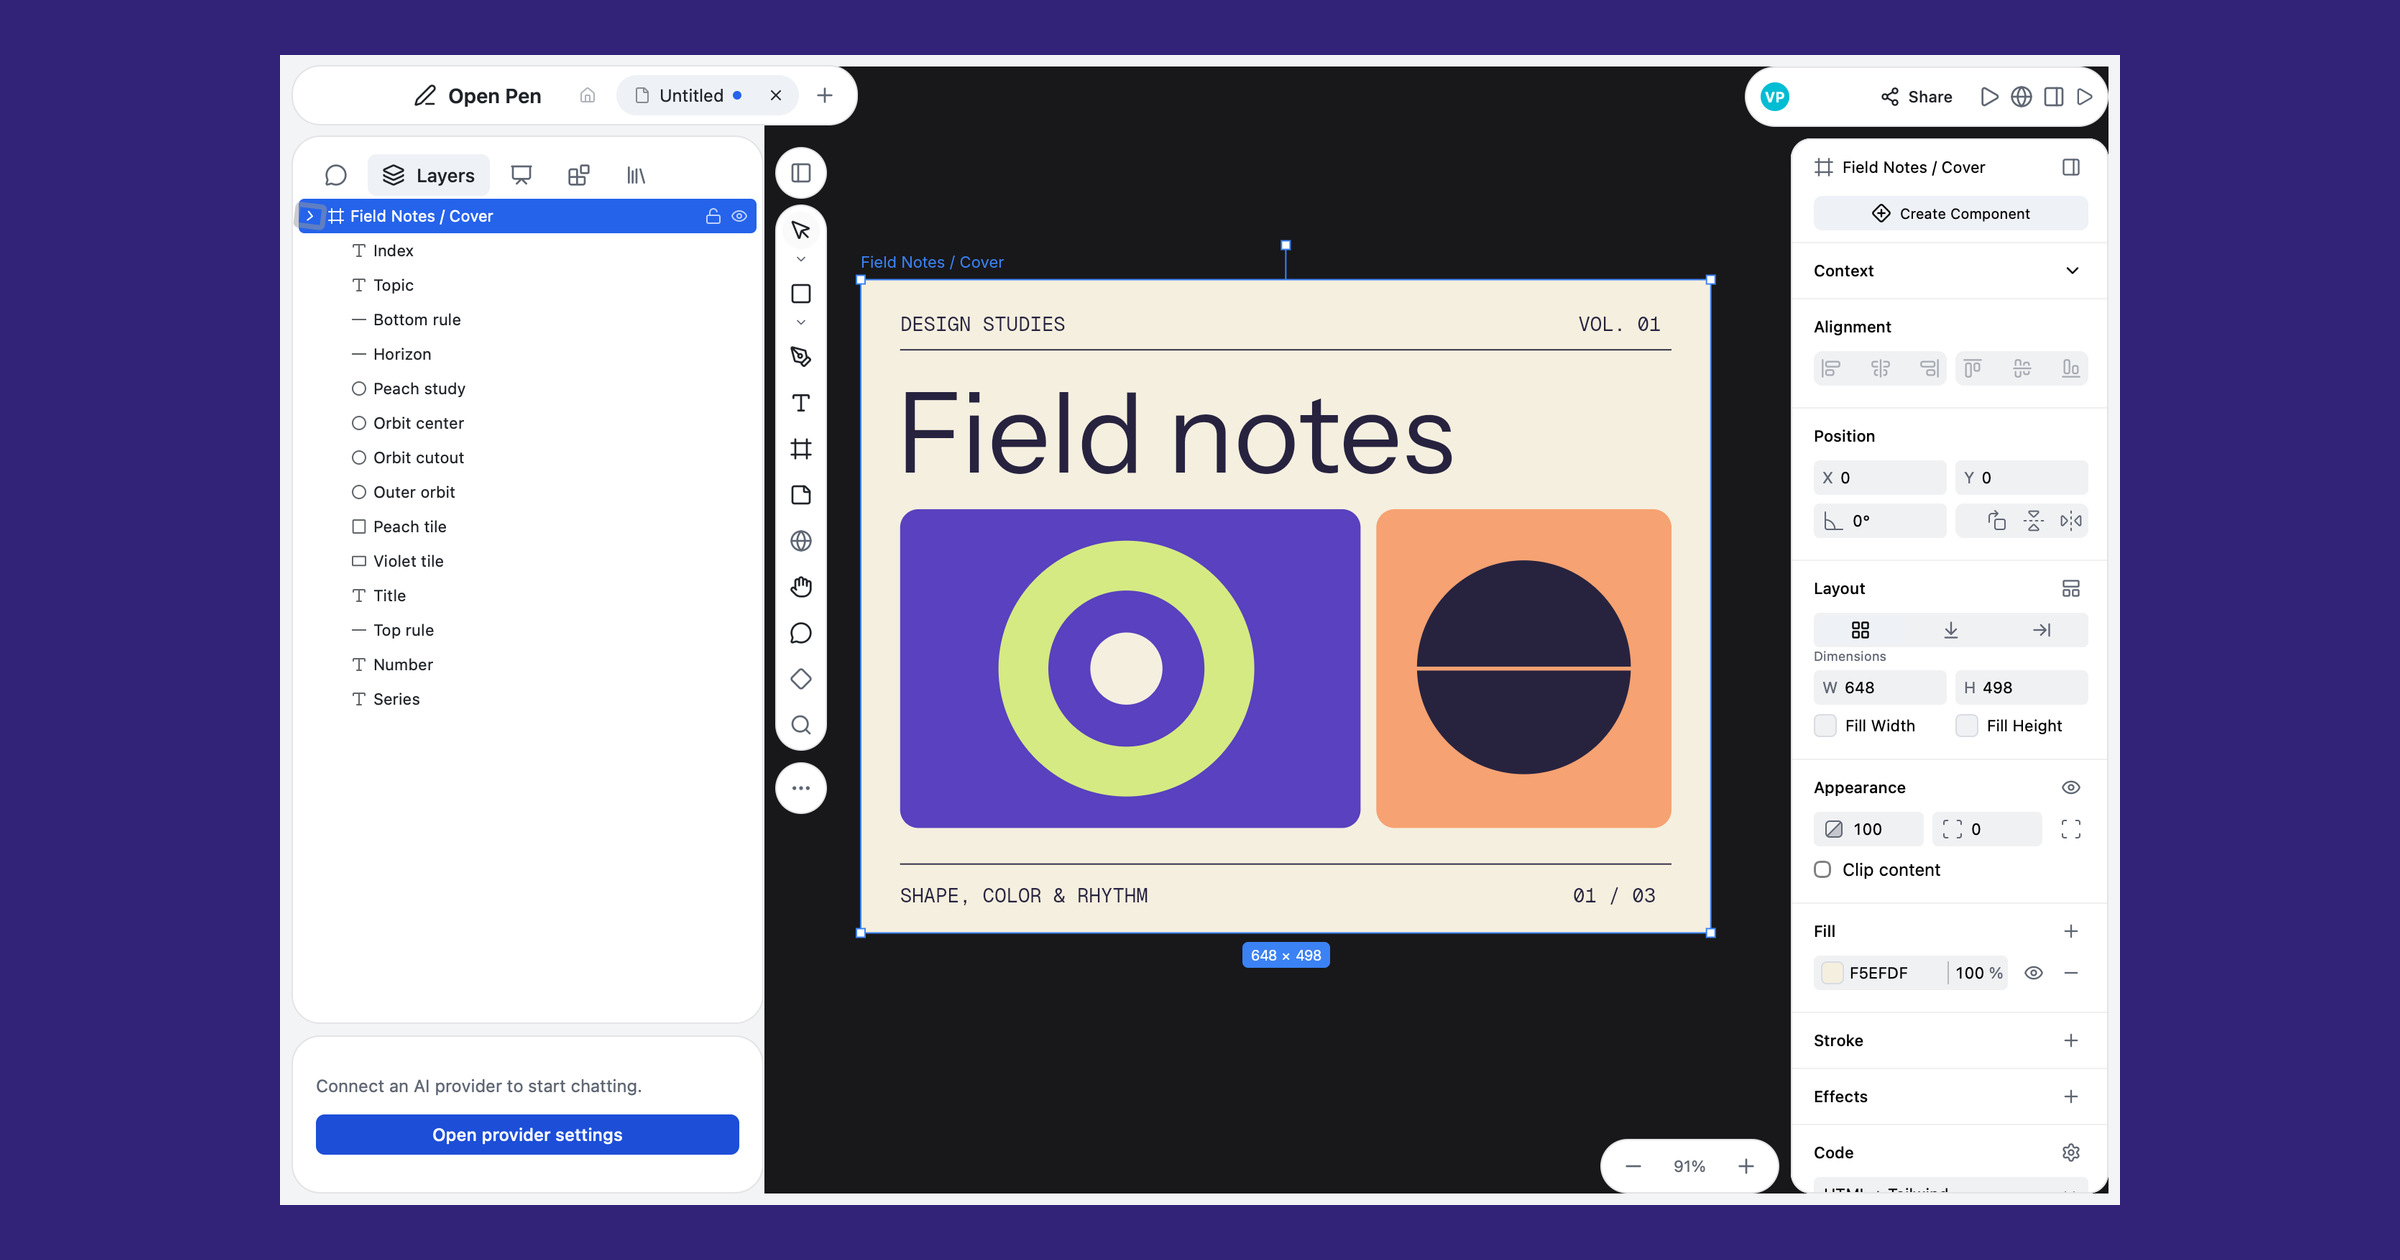 Open Pen
Untitled
VP
Share
Layers
Field Notes / Cover
Index
Topic
Bottom rule
Horizon
Peach study
Orbit center
Orbit cutout
Outer orbit
Peach tile
Violet tile
Title
Top rule
Number
Series
Connect an AI provider to start chatting.
Open provider settings
Field Notes / Cover
DESIGN STUDIES
VOL. 01
Field notes
SHAPE, COLOR & RHYTHM
01 / 03
648 × 498
91%
Field Notes / Cover
Create Component
Context
Alignment
Position
X 0
Y 0
0°
Layout
Dimensions
W 648
H 498
Fill Width
Fill Height
Appearance
100
0
Clip content
Fill
F5EFDF
100 %
Stroke
Effects
Code
HTML + Tailwind